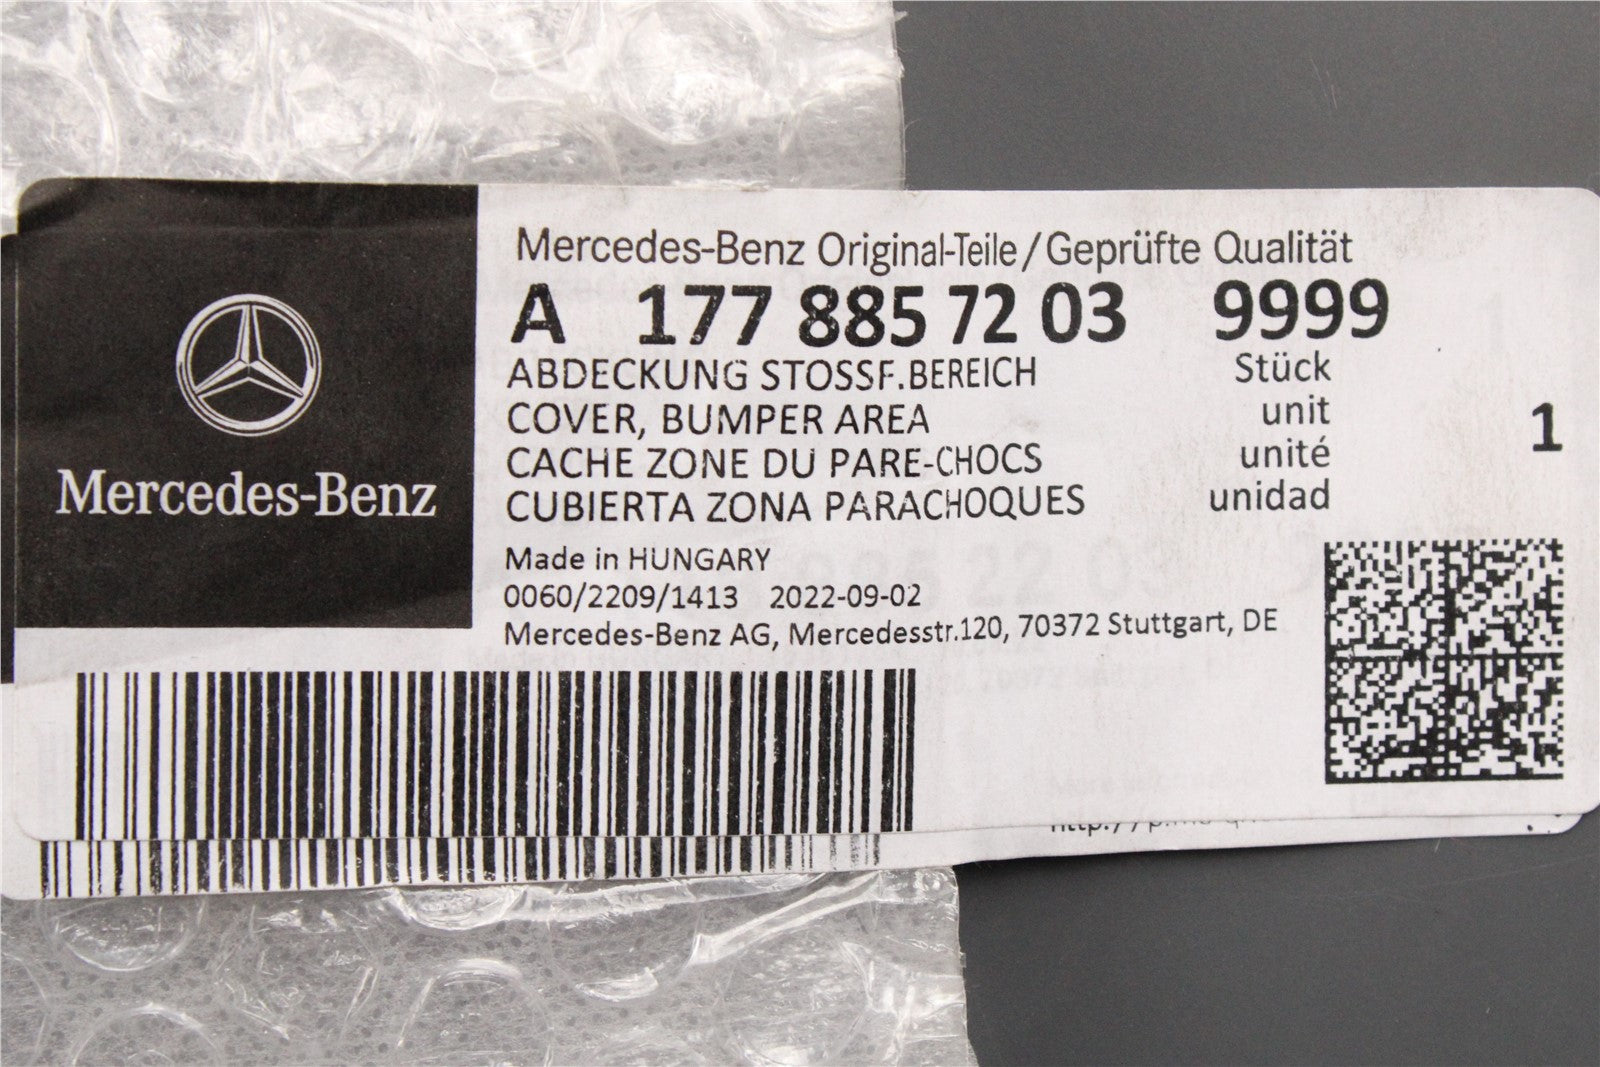 Mercedes-Benz
Mercedes-Benz Original-Teile/Geprüfte Qualität
A 177 885 72 03 9999
ABDECKUNG STOSSF.BEREICH Stück
COVER, BUMPER AREA unit 1
CACHE ZONE DU PARE-CHOCS unité
CUBIERTA ZONA PARACHOQUES unidad
Made in HUNGARY
0060/2209/1413 2022-09-02
Mercedes-Benz AG, Mercedesstr.120, 70372 Stuttgart, DE